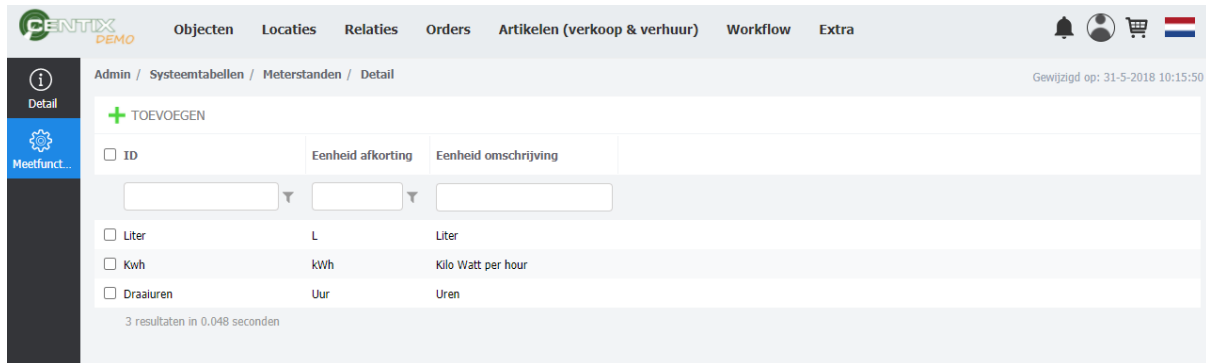 CENTIX
DEMO
Objecten Locaties Relaties Orders Artikelen (verkoop & verhuur) Workflow Extra
Admin / Systeemtabellen / Meterstanden / Detail
Gewijzigd op: 31-5-2018 10:15:50
Detail
Meetfunct...
TOEVOEGEN
ID Eenheid afkorting Eenheid omschrijving
Liter L Liter
Kwh kWh Kilo Watt per hour
Draaiuren Uur Uren
3 resultaten in 0.048 seconden